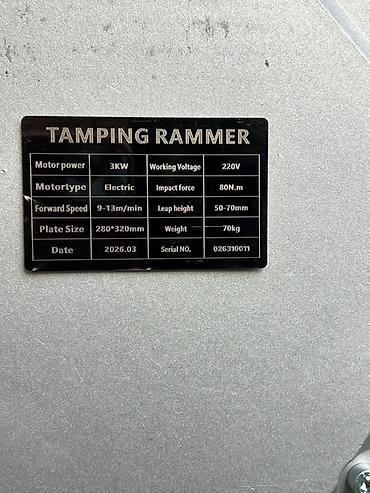 TAMPING RAMMER
Motor power 3KW Working Voltage 220V
Motortype Electric Impact force 80N.m
Forward Speed 9-13m/min Leap height 50-70mm
Plate Size 280*320mm Weight 70kg
Date 2026.03 Serial NO. 026310011